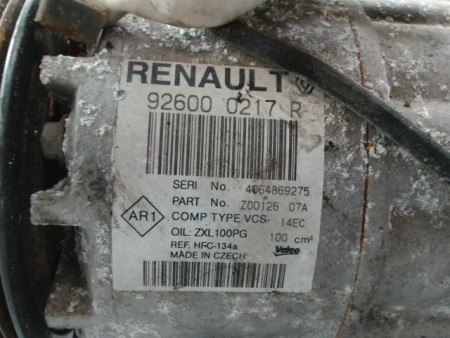 RENAULT
92600 0217 R
SERI No. 4064869275
PART No. Z00126 07A
AR1
COMP TYPE VCS- 14EC
OIL: ZXL100PG 100 cm³
REF. HFC-134a
MADE IN CZECH
Valeo